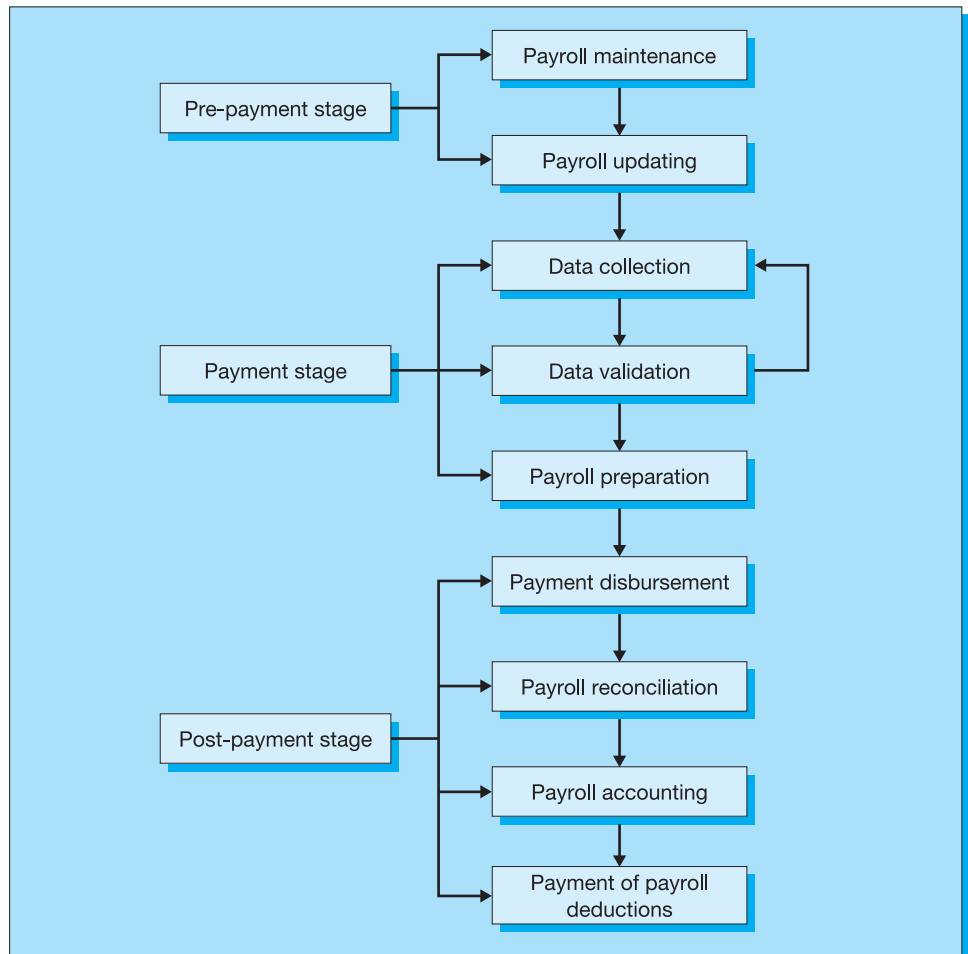 Payroll maintenance
Pre-payment stage
Payroll updating
Data collection
Payment stage
Data validation
Payroll preparation
Payment disbursement
Payroll reconciliation
Post-payment stage
Payroll accounting
Payment of payroll
deductions